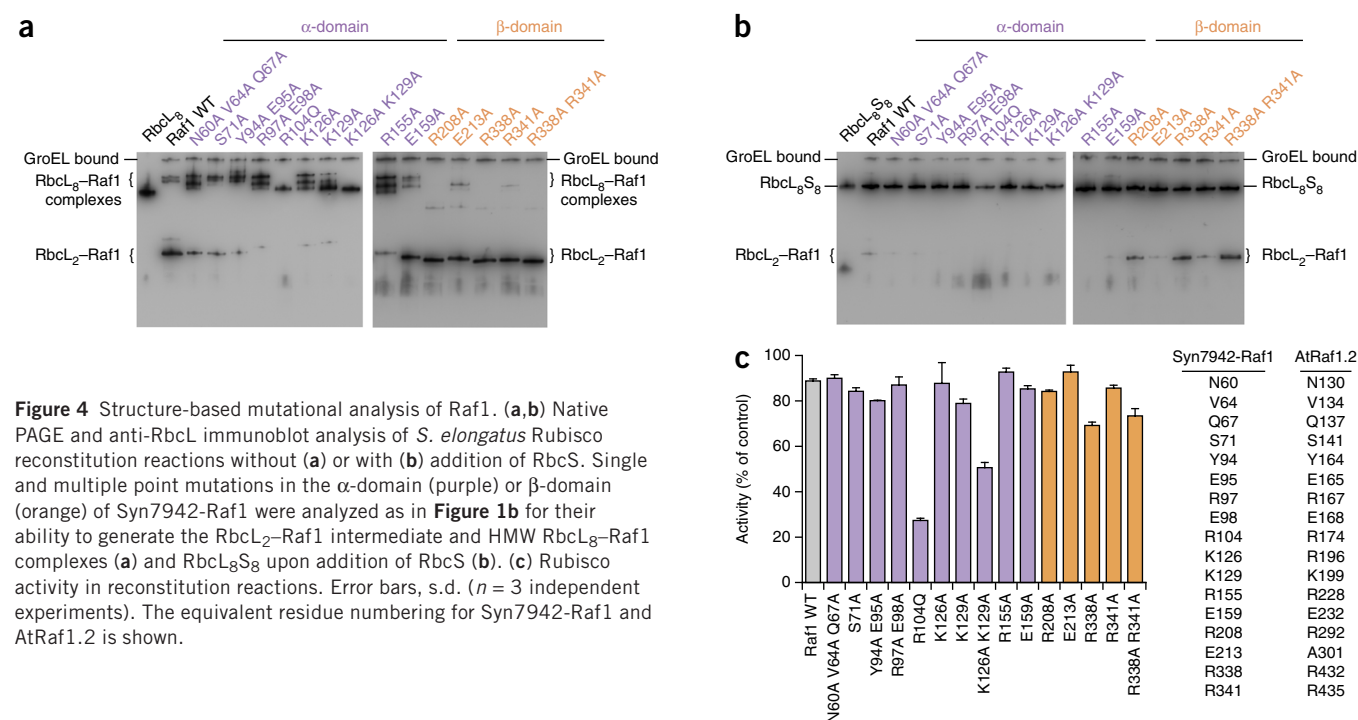 a
α-domain
β-domain
RbcL8
Raf1 WT
N60A V64A Q67A
S71A
Y94A E95A
R97A E98A
R104Q
K126A
K129A
K126A K129A
R155A
E159A
R208A
E213A
R338A
R341A
R338A R341A
GroEL bound
GroEL bound
RbcL8–Raf1
complexes
RbcL8–Raf1
complexes
RbcL2–Raf1
RbcL2–Raf1
b
α-domain
β-domain
RbcL8S8
Raf1 WT
N60A V64A Q67A
S71A
Y94A E95A
R97A E98A
R104Q
K126A
K129A
K126A K129A
R155A
E159A
R208A
E213A
R338A
R341A
R338A R341A
GroEL bound
GroEL bound
RbcL8S8
RbcL8S8
RbcL2–Raf1
RbcL2–Raf1
Figure 4 Structure-based mutational analysis of Raf1. (a,b) Native
PAGE and anti-RbcL immunoblot analysis of S. elongatus Rubisco
reconstitution reactions without (a) or with (b) addition of RbcS. Single
and multiple point mutations in the α-domain (purple) or β-domain
(orange) of Syn7942-Raf1 were analyzed as in Figure 1b for their
ability to generate the RbcL2–Raf1 intermediate and HMW RbcL8–Raf1
complexes (a) and RbcL8S8 upon addition of RbcS (b). (c) Rubisco
activity in reconstitution reactions. Error bars, s.d. (n = 3 independent
experiments). The equivalent residue numbering for Syn7942-Raf1 and
AtRaf1.2 is shown.
c
Activity (% of control)
100
80
60
40
20
0
Raf1 WT
N60A V64A Q67A
S71A
Y94A E95A
R97A E98A
R104Q
K126A
K129A
K126A K129A
R155A
E159A
R208A
E213A
R338A
R341A
R338A R341A
Syn7942-Raf1 AtRaf1.2
N60 N130
V64 V134
Q67 Q137
S71 S141
Y94 Y164
E95 E165
R97 R167
E98 E168
R104 R174
K126 R196
K129 K199
R155 R228
E159 E232
R208 R292
E213 A301
R338 R432
R341 R435